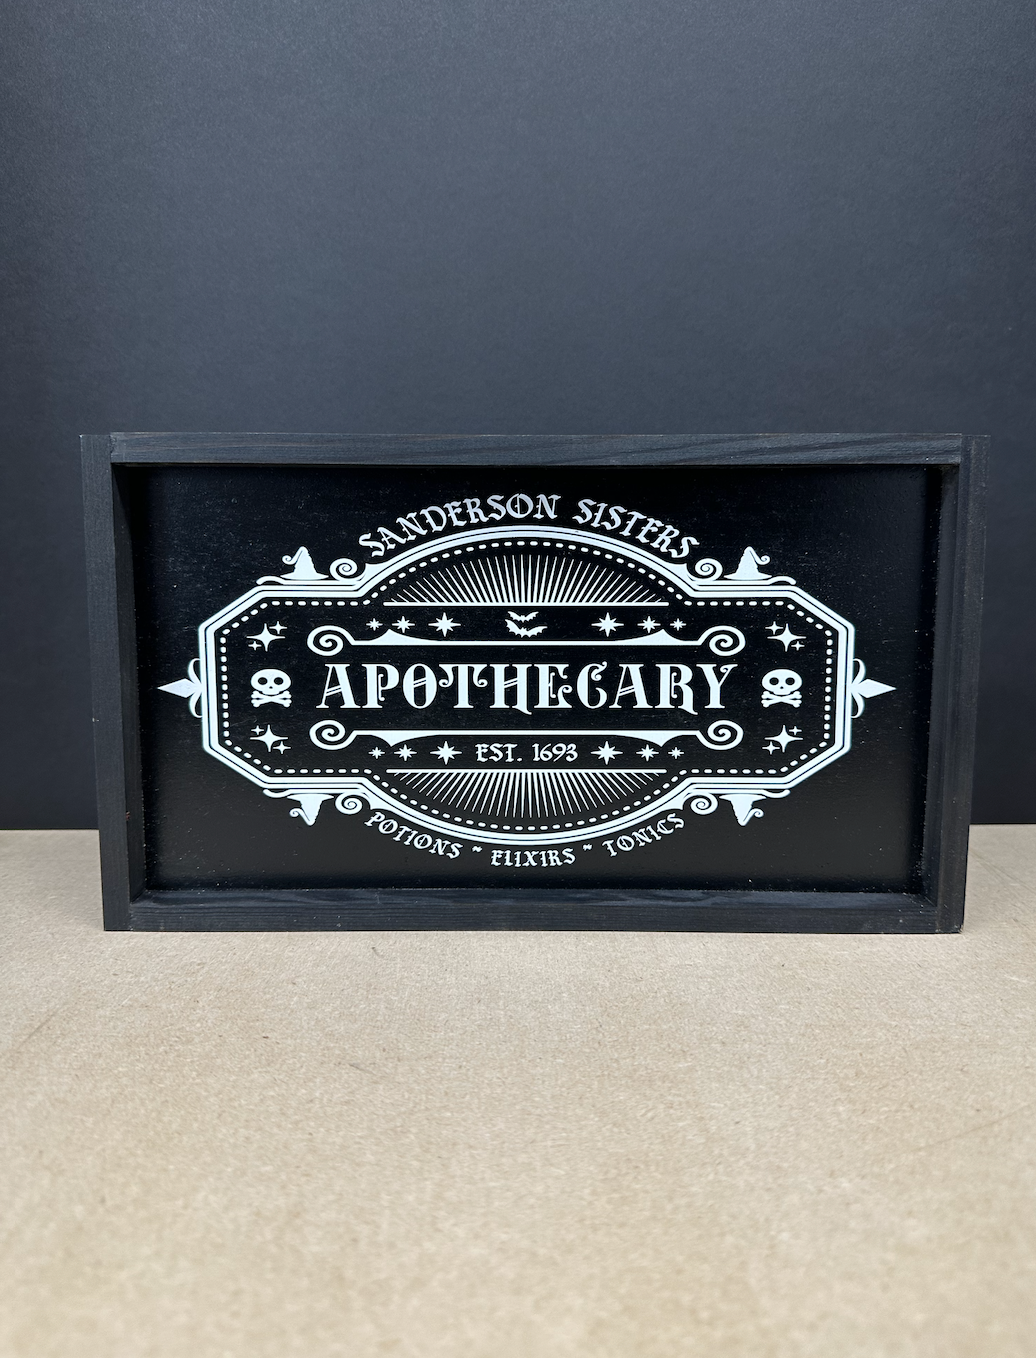 SANDERSON SISTERS
APOTHECARY
EST. 1693
POTIONS ~ ELIXIRS ~ TONICS